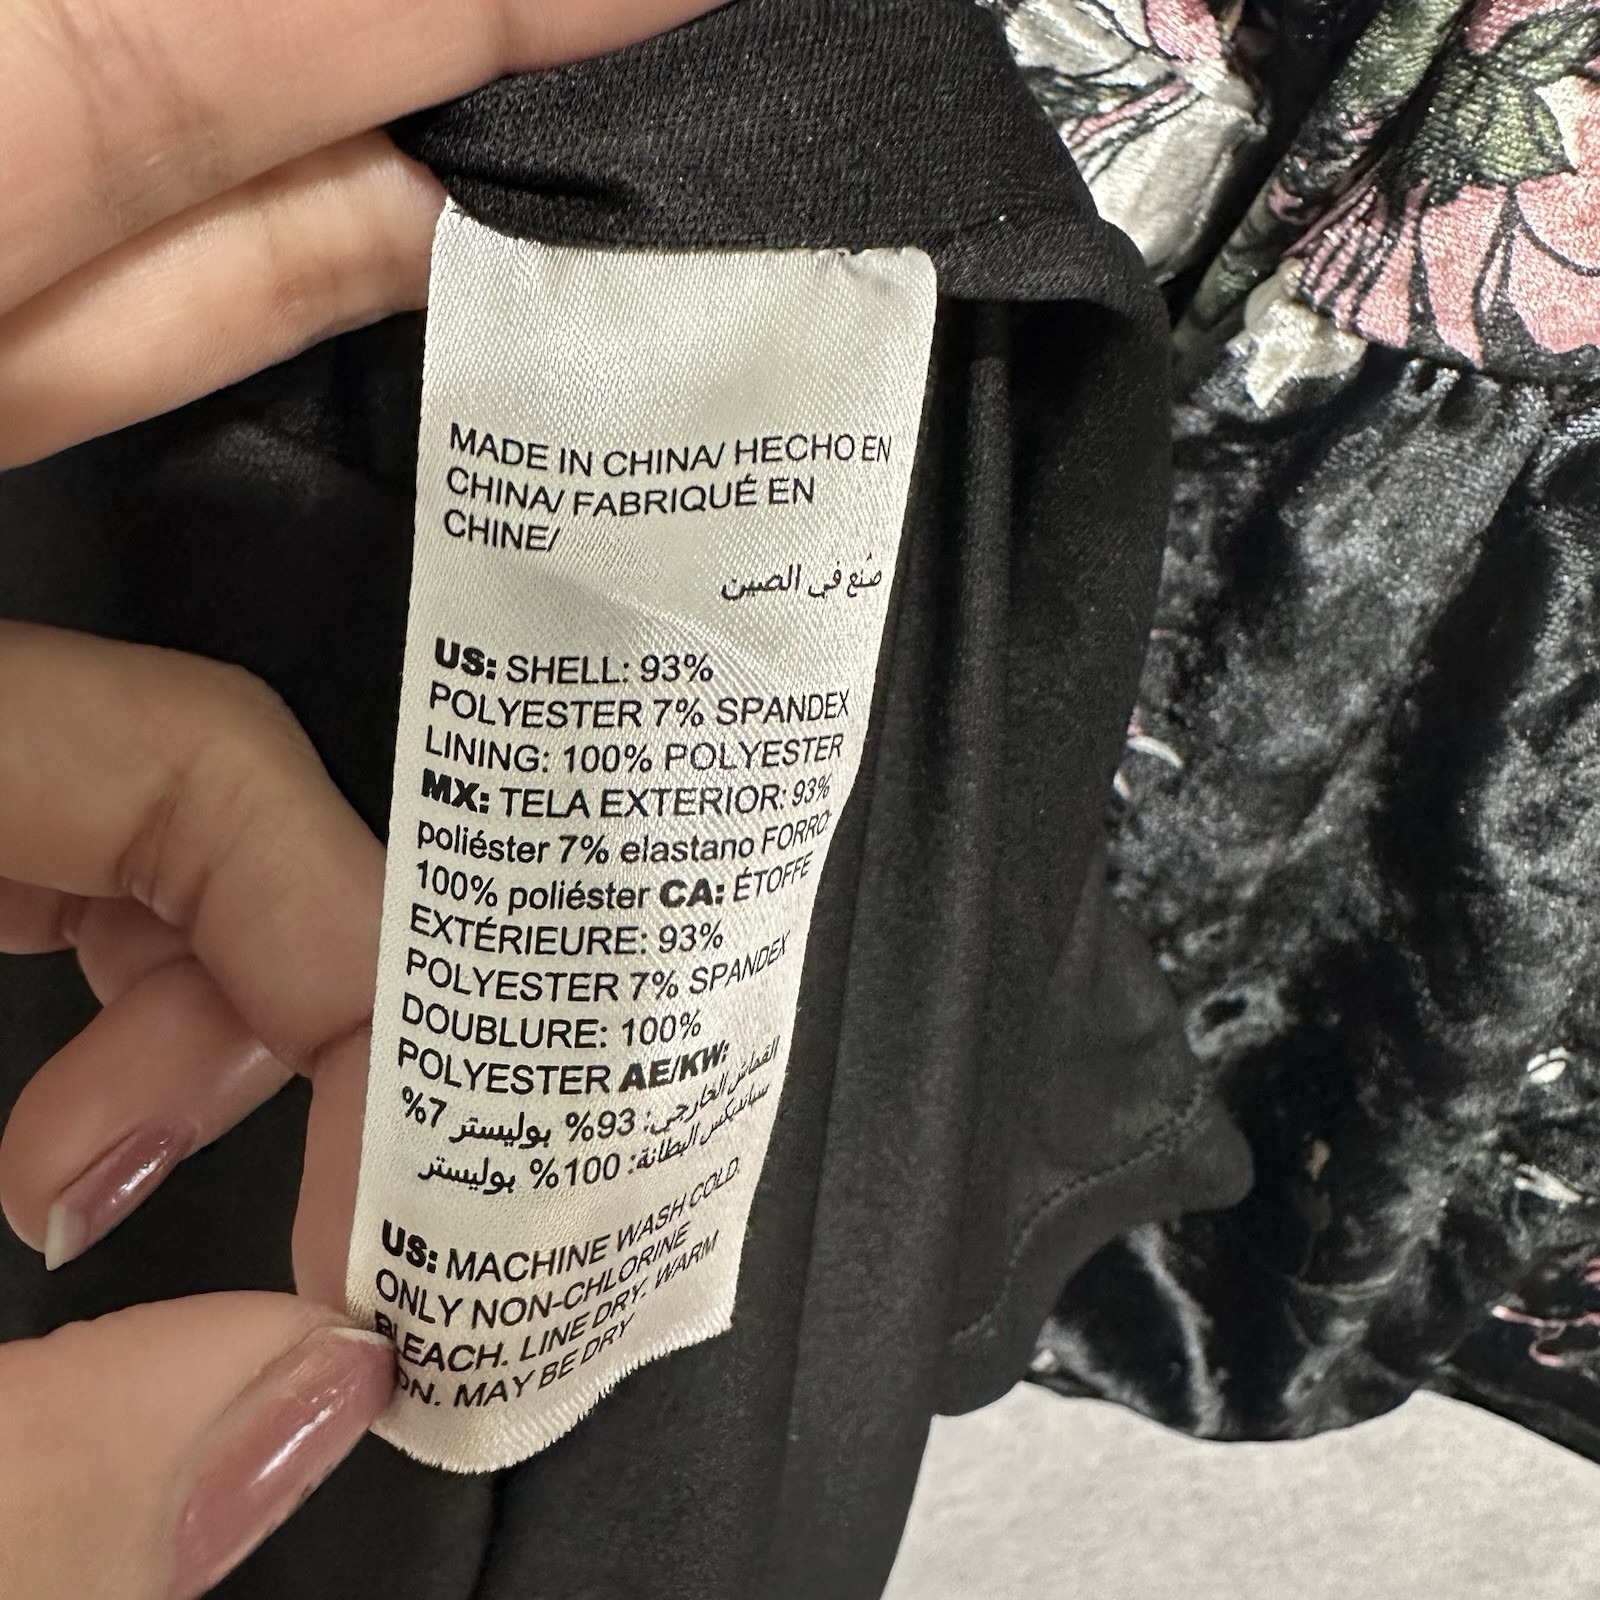 MADE IN CHINA/ HECHO EN
CHINA/ FABRIQUÉ EN
CHINE/
صُنع في الصين
US: SHELL: 93%
POLYESTER 7% SPANDEX
LINING: 100% POLYESTER
MX: TELA EXTERIOR: 93%
poliéster 7% elastano FORRO:
100% poliéster CA: ÉTOFFE
EXTÉRIEURE: 93%
POLYESTER 7% SPANDEX
DOUBLURE: 100%
POLYESTER AE/KW:
القماش الخارجي: 93% بوليستر 7%
سبانديكس البطانة: 100% بوليستر
US: MACHINE WASH COLD.
ONLY NON-CHLORINE
BLEACH. LINE DRY. WARM
MAY BE DRY